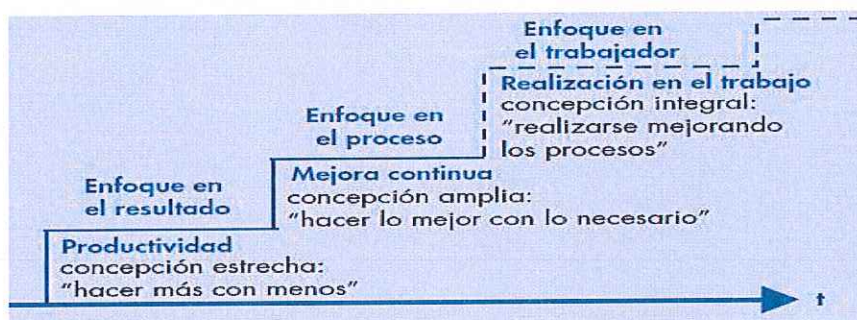 Enfoque en
el trabajador
Realización en el trabajo
concepción integral:
"realizarse mejorando
los procesos"
Enfoque en
el proceso
Mejora continua
concepción amplia:
"hacer lo mejor con lo necesario"
Enfoque en
el resultado
Productividad
concepción estrecha:
"hacer más con menos"
t